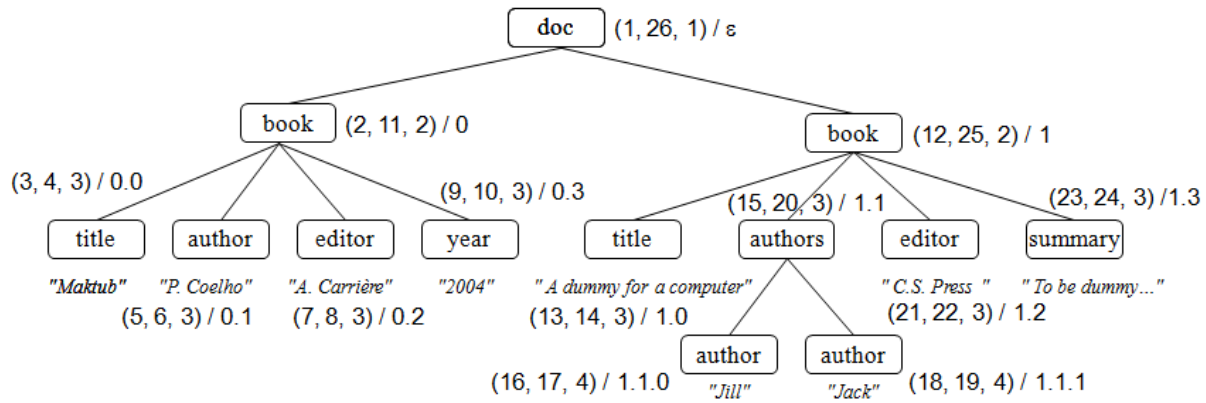 doc (1, 26, 1) / ε
book (2, 11, 2) / 0
book (12, 25, 2) / 1
(3, 4, 3) / 0.0
(9, 10, 3) / 0.3
(15, 20, 3) / 1.1
(23, 24, 3) /1.3
title author editor year title authors editor summary
"Maktub" "P. Coelho" "A. Carrière" "2004" " A dummy for a computer" " C.S. Press " " To be dummy..."
(5, 6, 3) / 0.1 (7, 8, 3) / 0.2 (13, 14, 3) / 1.0 (21, 22, 3) / 1.2
author author
(16, 17, 4) / 1.1.0 "Jill" "Jack" (18, 19, 4) / 1.1.1